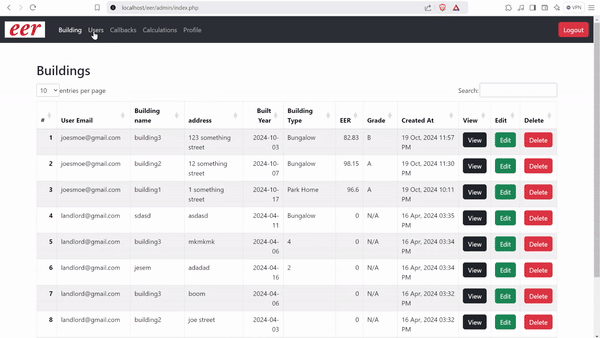 localhost/eer/admin/index.php
VPN
eer Building Users Callbacks Calculations Profile Logout
Buildings
10 entries per page Search:
# User Email Building name address Built Year Building Type EER Grade Created At View Edit Delete
1 joesmoe@gmail.com building3 123 something street 2024-10-03 Bungalow 82.83 B 19 Oct, 2024 11:57 PM View Edit Delete
2 joesmoe@gmail.com building2 12 something street 2024-10-07 Bungalow 98.15 A 19 Oct, 2024 11:30 PM View Edit Delete
3 joesmoe@gmail.com building1 1 something street 2024-10-17 Park Home 96.6 A 19 Oct, 2024 10:11 PM View Edit Delete
4 landlord@gmail.com sdasd asdasd 2024-04-11 Bungalow 0 N/A 16 Apr, 2024 03:35 PM View Edit Delete
5 landlord@gmail.com building3 mkmkmk 2024-04-06 4 0 N/A 16 Apr, 2024 03:34 PM View Edit Delete
6 landlord@gmail.com jesem adadad 2024-04-16 2 0 N/A 16 Apr, 2024 03:34 PM View Edit Delete
7 landlord@gmail.com building3 boom 2024-04-06 0 N/A 16 Apr, 2024 03:32 PM View Edit Delete
8 landlord@gmail.com building2 joe street 2024-04-03 0 N/A 16 Apr, 2024 03:32 PM View Edit Delete